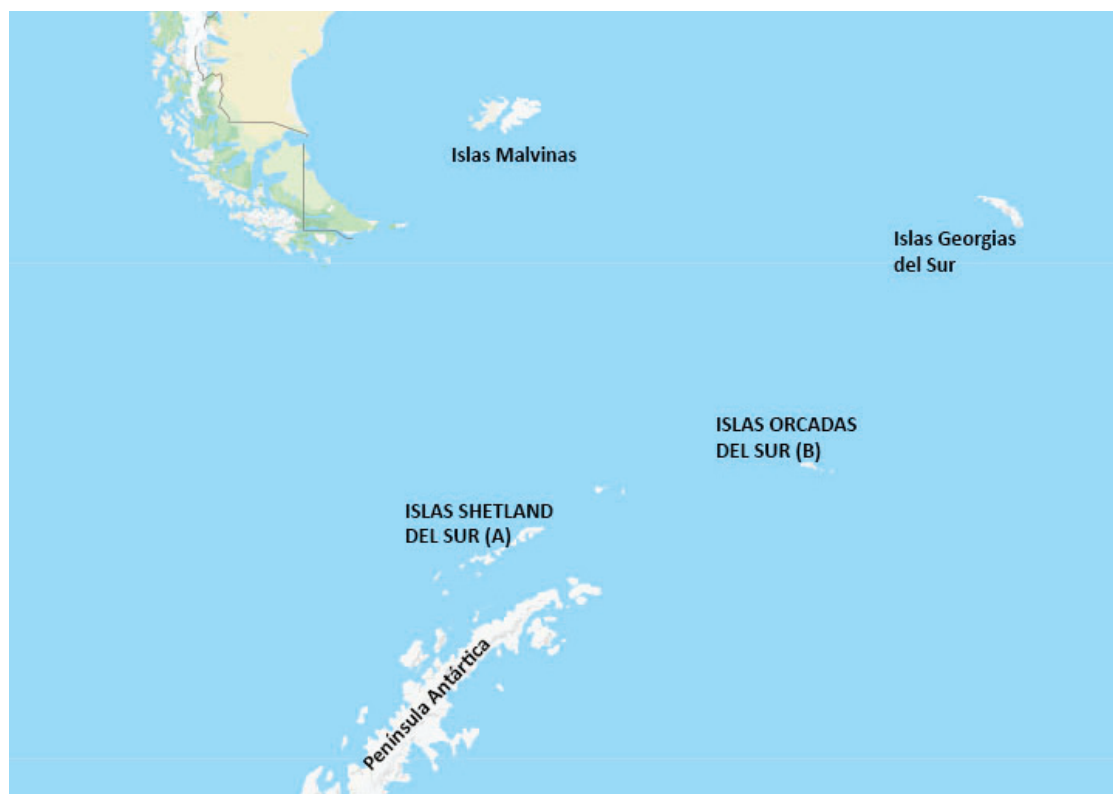 Islas Malvinas
Islas Georgias
del Sur
ISLAS ORCADAS
DEL SUR (B)
ISLAS SHETLAND
DEL SUR (A)
Península Antártica